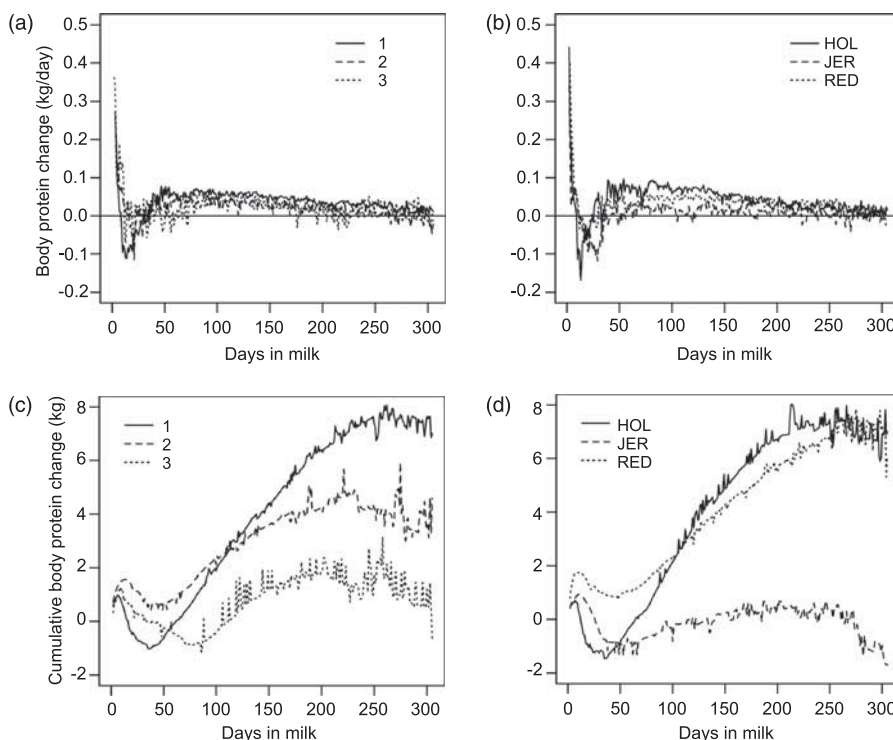 (a)
Body protein change (kg/day)
0.5
0.4
0.3
0.2
0.1
0.0
-0.1
-0.2
1
2
3
0 50 100 150 200 250 300
Days in milk
(b)
0.5
0.4
0.3
0.2
0.1
0.0
-0.1
-0.2
HOL
JER
RED
0 50 100 150 200 250 300
Days in milk
(c)
Cumulative body protein change (kg)
8
6
4
2
0
-2
1
2
3
0 50 100 150 200 250 300
Days in milk
(d)
8
6
4
2
0
-2
HOL
JER
RED
0 50 100 150 200 250 300
Days in milk